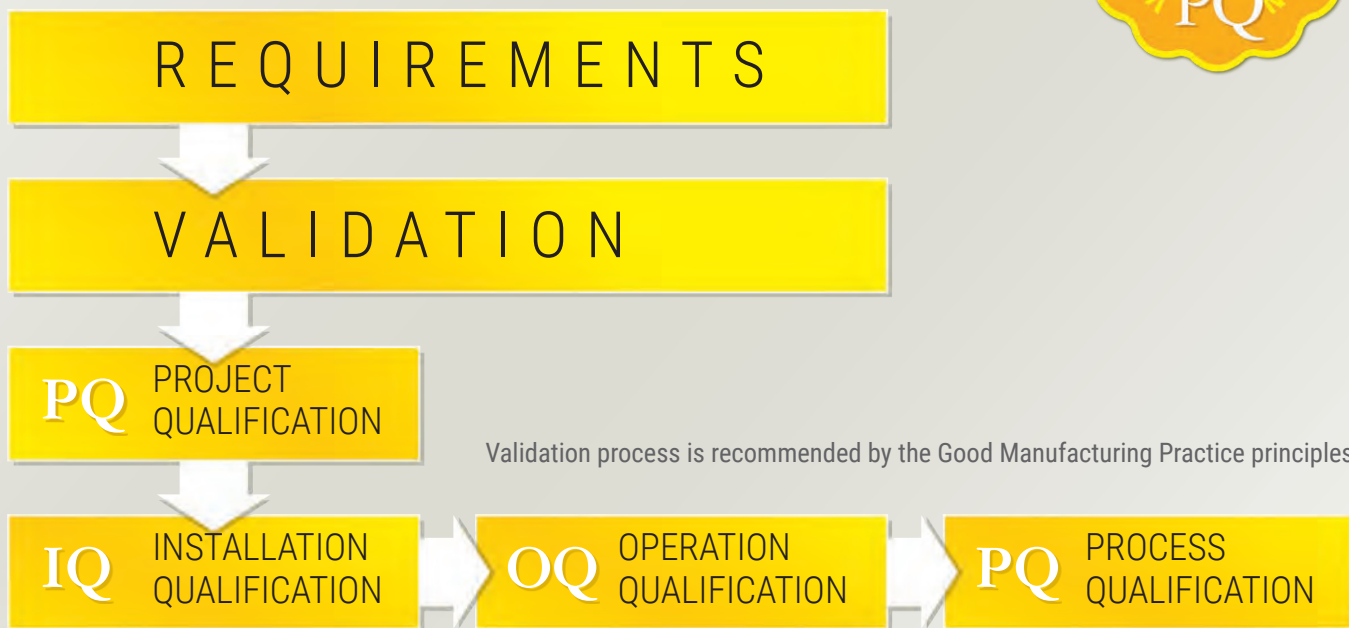 PQ
REQUIREMENTS
VALIDATION
PQ PROJECT
QUALIFICATION
Validation process is recommended by the Good Manufacturing Practice principles
IQ INSTALLATION
QUALIFICATION
OQ OPERATION
QUALIFICATION
PQ PROCESS
QUALIFICATION